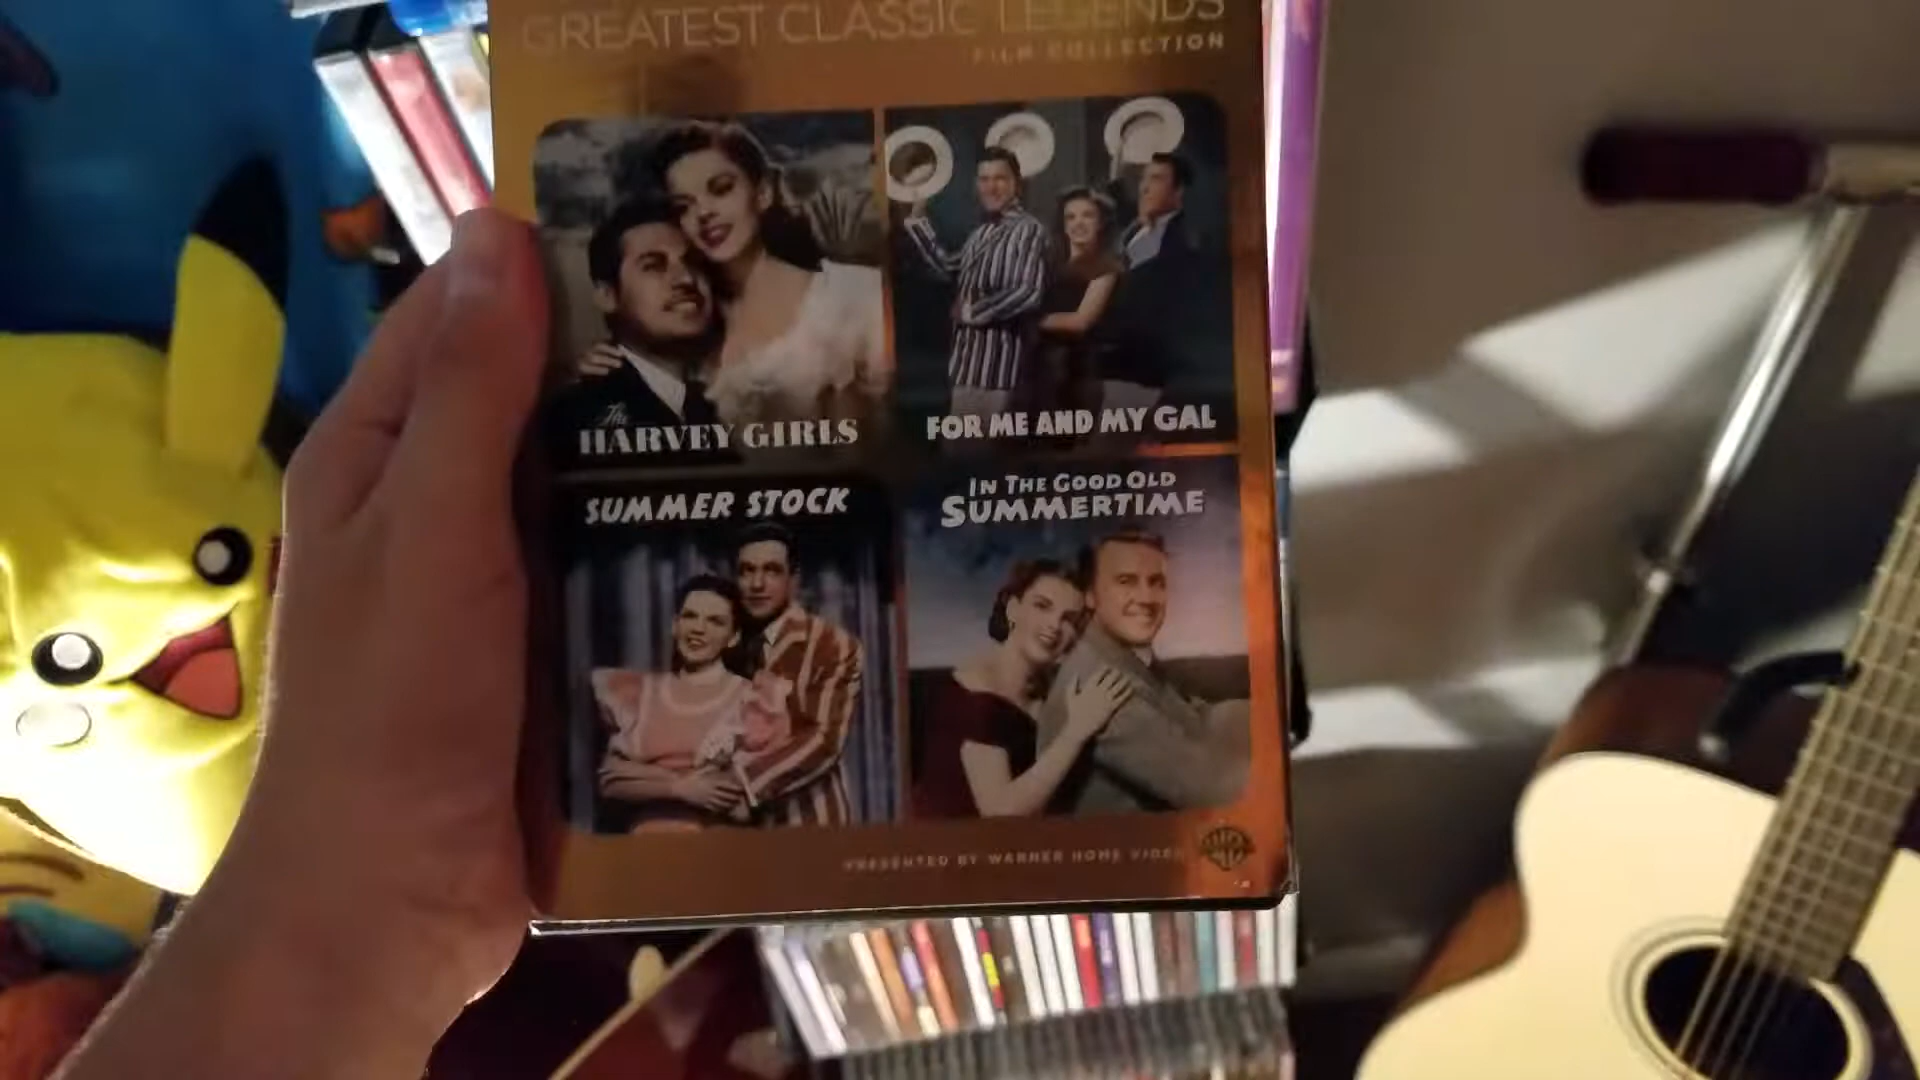 GREATEST CLASSIC LEGENDS
FILM COLLECTION
The
HARVEY GIRLS
FOR ME AND MY GAL
SUMMER STOCK
IN THE GOOD OLD
SUMMERTIME
PRESENTED BY WARNER HOME VIDEO